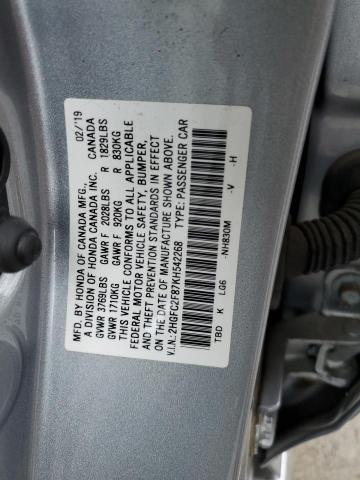 MFD. BY HONDA OF CANADA MFG. 02/'19
A DIVISION OF HONDA CANADA INC. CANADA
GVWR 3769LBS GAWR F 2028LBS R 1829LBS
GVWR 1710KG GAWR F 920KG R 830KG
THIS VEHICLE CONFORMS TO ALL APPLICABLE
FEDERAL MOTOR VEHICLE SAFETY, BUMPER,
AND THEFT PREVENTION STANDARDS IN EFFECT
ON THE DATE OF MANUFACTURE SHOWN ABOVE.
V.I.N.: 2HGFC2F87KH542268 TYPE: PASSENGER CAR
TBD K LG6 -NH830M -V -H